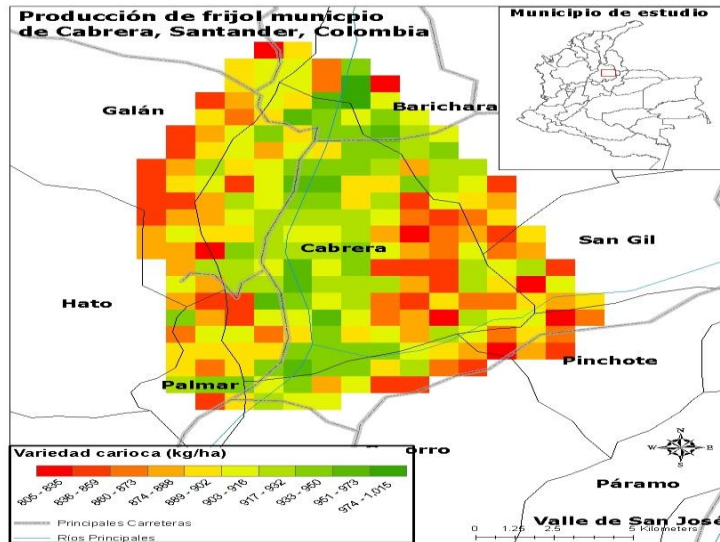 Producción de frijol municpio
de Cabrera, Santander, Colombia
Municipio de estudio
Galán
Barichara
Cabrera
San Gil
Hato
Pinchote
Palmar
orro
Páramo
Valle de San José
N
W
S
Variedad carioca (kg/ha)
805 - 835
836 - 859
860 - 873
874 - 888
889 - 902
903 - 916
917 - 932
933 - 950
951 - 973
974 - 1,015
Principales Carreteras
Ríos Principales
0 1.25 2.5 5 Kilometers